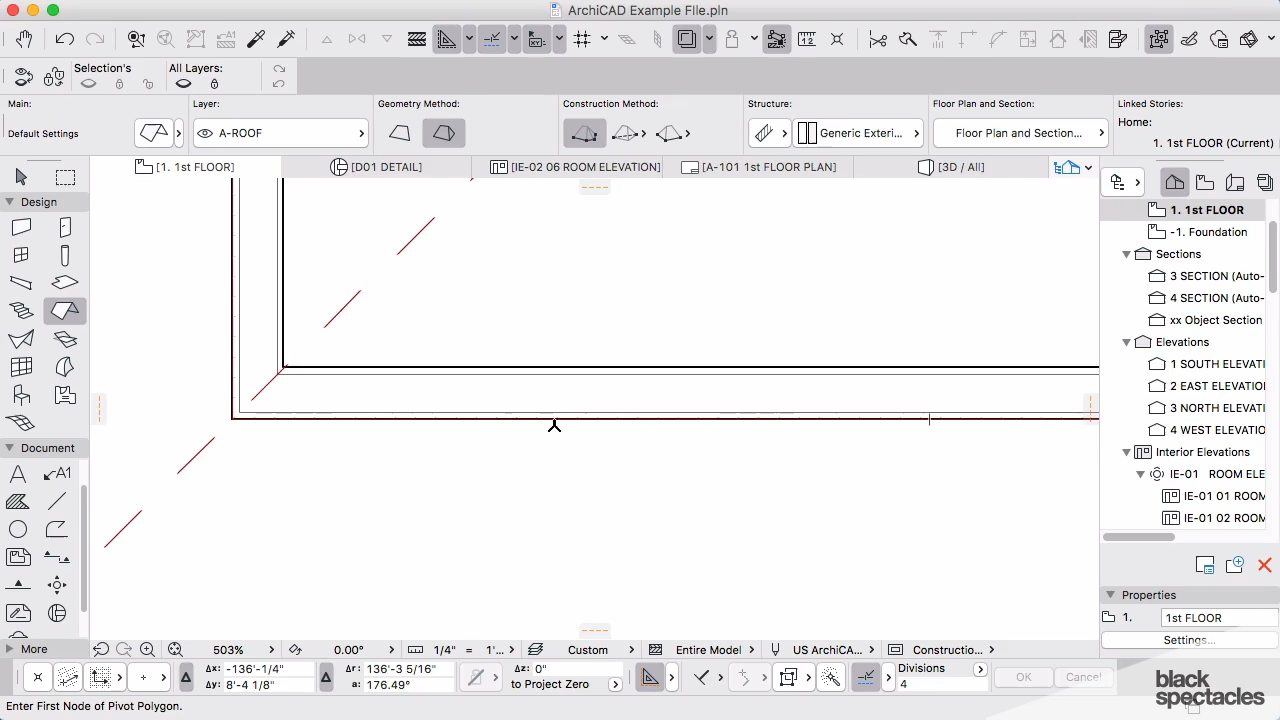 ArchiCAD Example File.pln
Selection's
All Layers:
Main:
Layer:
Geometry Method:
Construction Method:
Structure:
Floor Plan and Section:
Linked Stories:
Default Settings
A-ROOF
Generic Exteri...
Floor Plan and Section...
Home:
1. 1st FLOOR (Current)
[1. 1st FLOOR]
[D01 DETAIL]
[IE-02 06 ROOM ELEVATION]
[A-101 1st FLOOR PLAN]
[3D / All]
Design
1. 1st FLOOR
-1. Foundation
Sections
3 SECTION (Auto-
4 SECTION (Auto-
xx Object Section
Elevations
1 SOUTH ELEVATI
2 EAST ELEVATIO
3 NORTH ELEVATI
4 WEST ELEVATIO
Interior Elevations
IE-01 ROOM ELE
IE-01 01 ROOM
IE-01 02 ROOM
Document
A
A1
More
Properties
1.
1st FLOOR
Settings...
503%
0.00°
1/4" = 1'...
Custom
Entire Model
US ArchiCA...
Constructio...
Δx: -136'-1/4"
Δy: 8'-4 1/8"
Δr: 136'-3 5/16"
a: 176.49°
Δz: 0"
to Project Zero
Divisions
4
OK
Cancel
Enter First Node of Pivot Polygon.
black
spectacles